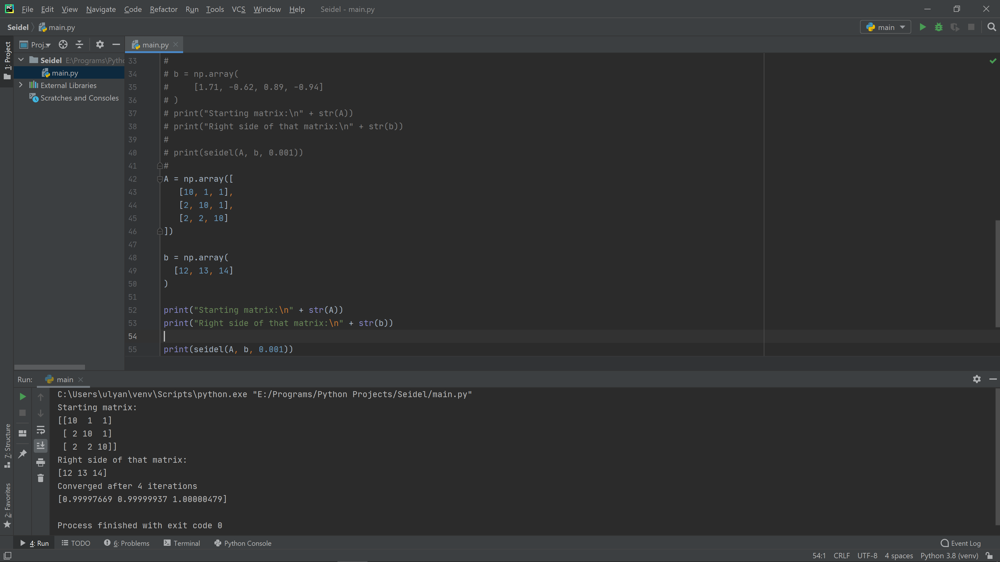 File Edit View Navigate Code Refactor Run Tools VCS Window Help Seidel - main.py
Seidel main.py main
1: Project
Proj.. main.py
Seidel E:\Programs\Pytho
main.py
External Libraries
Scratches and Consoles
33 #
34 # b = np.array(
35 #     [1.71, -0.62, 0.89, -0.94]
36 # )
37 # print("Starting matrix:\n" + str(A))
38 # print("Right side of that matrix:\n" + str(b))
39 #
40 # print(seidel(A, b, 0.001))
41 #
42 A = np.array([
43    [10, 1, 1],
44    [2, 10, 1],
45    [2, 2, 10]
46 ])
47
48 b = np.array(
49   [12, 13, 14]
50 )
51
52 print("Starting matrix:\n" + str(A))
53 print("Right side of that matrix:\n" + str(b))
54
55 print(seidel(A, b, 0.001))
Run: main
C:\Users\ulyan\venv\Scripts\python.exe "E:/Programs/Python Projects/Seidel/main.py"
Starting matrix:
[[10  1  1]
 [ 2 10  1]
 [ 2  2 10]]
Right side of that matrix:
[12 13 14]
Converged after 4 iterations
[0.99997669 0.99999937 1.00000479]
Process finished with exit code 0
7: Structure
2: Favorites
4: Run TODO 6: Problems Terminal Python Console Event Log
54:1 CRLF UTF-8 4 spaces Python 3.8 (venv)